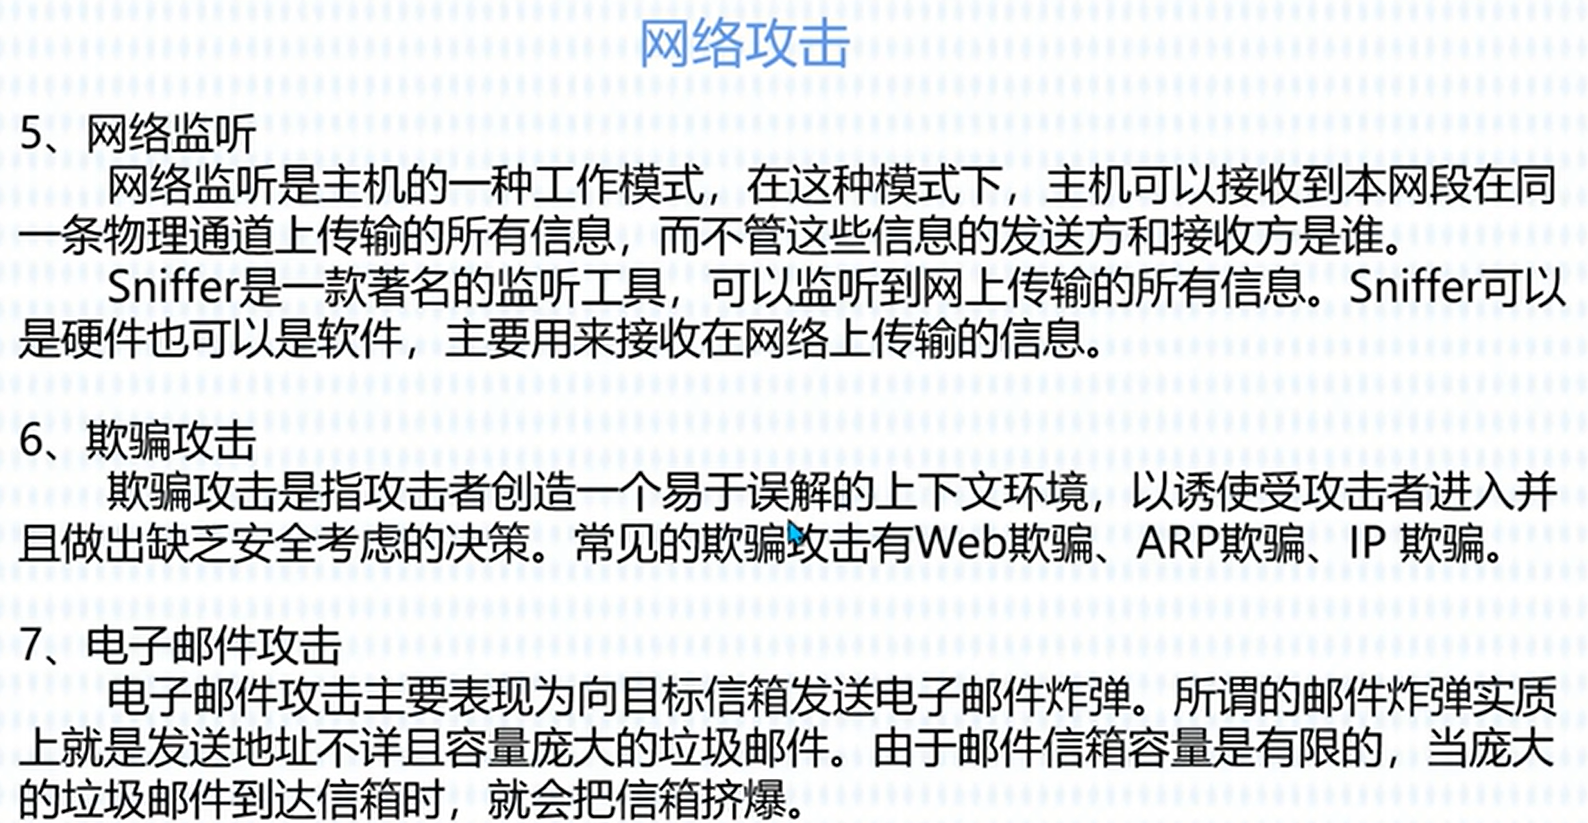 网络攻击
5、网络监听
网络监听是主机的一种工作模式，在这种模式下，主机可以接收到本网段在同
一条物理通道上传输的所有信息，而不管这些信息的发送方和接收方是谁。
Sniffer是一款著名的监听工具，可以监听到网上传输的所有信息。Sniffer可以
是硬件也可以是软件，主要用来接收在网络上传输的信息。
6、欺骗攻击
欺骗攻击是指攻击者创造一个易于误解的上下文环境，以诱使受攻击者进入并
且做出缺乏安全考虑的决策。常见的欺骗攻击有Web欺骗、ARP欺骗、IP 欺骗。
7、电子邮件攻击
电子邮件攻击主要表现为向目标信箱发送电子邮件炸弹。所谓的邮件炸弹实质
上就是发送地址不详且容量庞大的垃圾邮件。由于邮件信箱容量是有限的，当庞大
的垃圾邮件到达信箱时，就会把信箱挤爆。